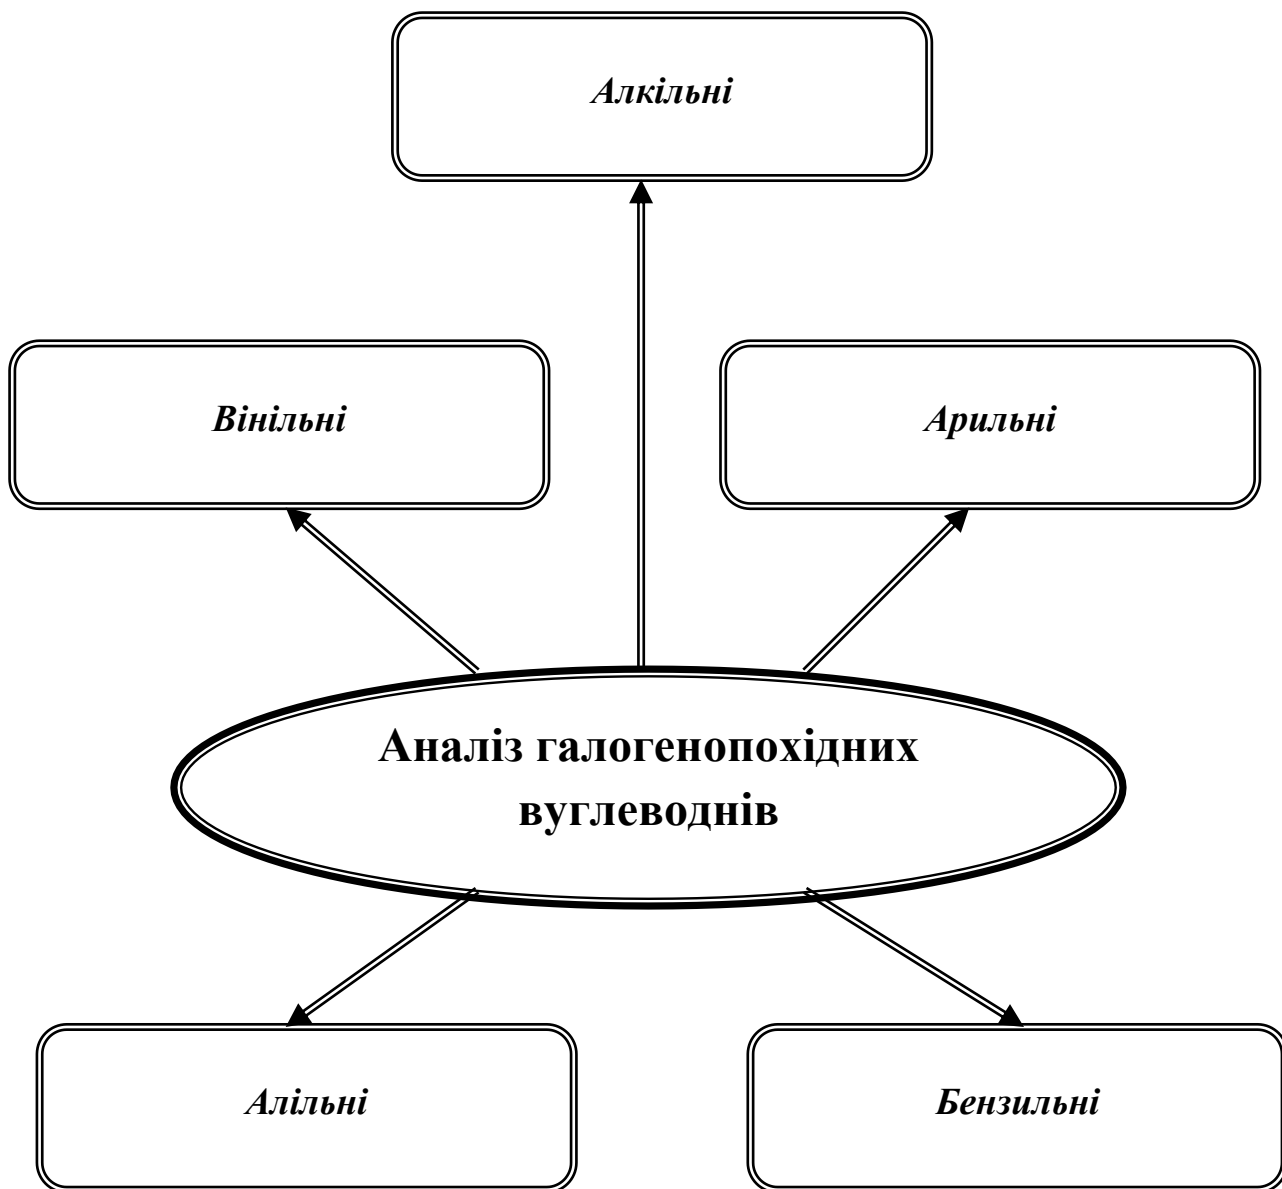 Алкільні
Вінільні
Арильні
Аналіз галогенопохідних
вуглеводнів
Алільні
Бензильні